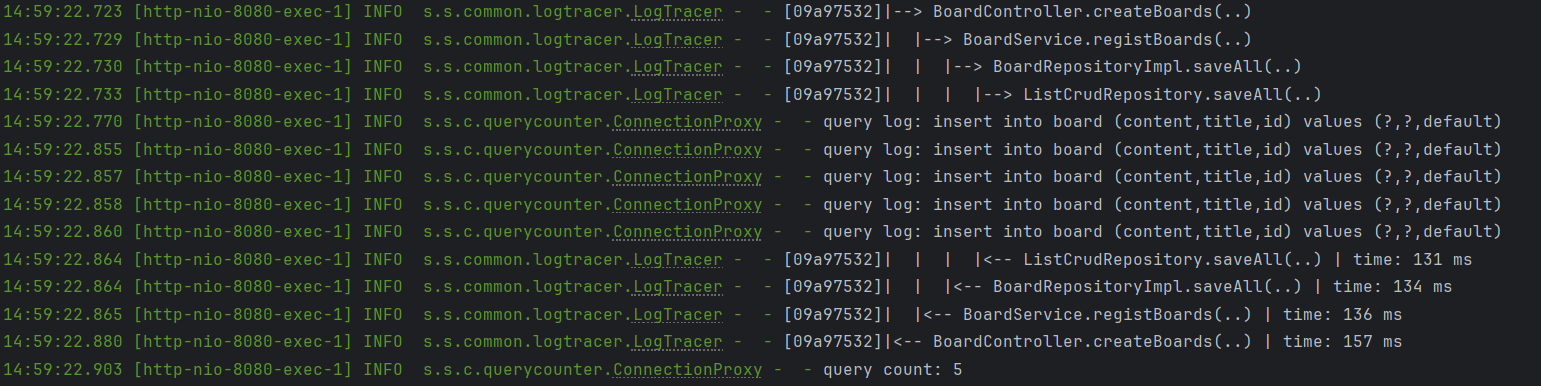 14:59:22.723 [http-nio-8080-exec-1] INFO  s.s.common.logtracer.LogTracer -  - [09a97532]|--> BoardController.createBoards(..)
14:59:22.729 [http-nio-8080-exec-1] INFO  s.s.common.logtracer.LogTracer -  - [09a97532]|  |--> BoardService.registBoards(..)
14:59:22.730 [http-nio-8080-exec-1] INFO  s.s.common.logtracer.LogTracer -  - [09a97532]|  |  |--> BoardRepositoryImpl.saveAll(..)
14:59:22.733 [http-nio-8080-exec-1] INFO  s.s.common.logtracer.LogTracer -  - [09a97532]|  |  |  |--> ListCrudRepository.saveAll(..)
14:59:22.770 [http-nio-8080-exec-1] INFO  s.s.c.querycounter.ConnectionProxy -  - query log: insert into board (content,title,id) values (?,?,default)
14:59:22.855 [http-nio-8080-exec-1] INFO  s.s.c.querycounter.ConnectionProxy -  - query log: insert into board (content,title,id) values (?,?,default)
14:59:22.857 [http-nio-8080-exec-1] INFO  s.s.c.querycounter.ConnectionProxy -  - query log: insert into board (content,title,id) values (?,?,default)
14:59:22.858 [http-nio-8080-exec-1] INFO  s.s.c.querycounter.ConnectionProxy -  - query log: insert into board (content,title,id) values (?,?,default)
14:59:22.860 [http-nio-8080-exec-1] INFO  s.s.c.querycounter.ConnectionProxy -  - query log: insert into board (content,title,id) values (?,?,default)
14:59:22.864 [http-nio-8080-exec-1] INFO  s.s.common.logtracer.LogTracer -  - [09a97532]|  |  |  |<-- ListCrudRepository.saveAll(..) | time: 131 ms
14:59:22.864 [http-nio-8080-exec-1] INFO  s.s.common.logtracer.LogTracer -  - [09a97532]|  |  |<-- BoardRepositoryImpl.saveAll(..) | time: 134 ms
14:59:22.865 [http-nio-8080-exec-1] INFO  s.s.common.logtracer.LogTracer -  - [09a97532]|  |<-- BoardService.registBoards(..) | time: 136 ms
14:59:22.880 [http-nio-8080-exec-1] INFO  s.s.common.logtracer.LogTracer -  - [09a97532]|<-- BoardController.createBoards(..) | time: 157 ms
14:59:22.903 [http-nio-8080-exec-1] INFO  s.s.c.querycounter.ConnectionProxy -  - query count: 5